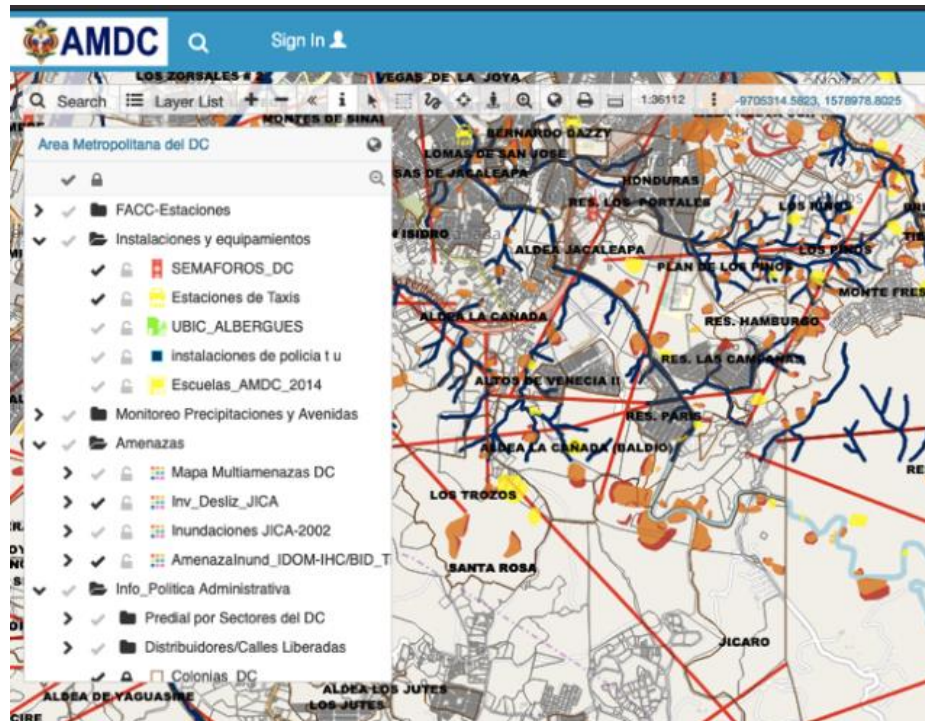 AMDC
Sign In
LOS ZORSALES # 2
VEGAS DE LA JOYA
Search
Layer List
1:36112
-9705314.5823, 1578978.8025
MONTES DE SINAI
BERNARDO DAZZY
Area Metropolitana del DC
LOMAS DE SAN JOSE
SAS DE JACALEAPA
HONDURAS
FACC-Estaciones
RES. LOS PORTALES
LOS PINOS
Instalaciones y equipamientos
N ISIDRO
ALDEA JACALEAPA
LOS PINOS
SEMAFOROS_DC
PLAN DE LOS PINOS
Estaciones de Taxis
MONTE FRES
UBIC_ALBERGUES
ALDEA LA CAÑADA
RES. HAMBURGO
instalaciones de policia t u
RES. LAS CAMPANAS
Escuelas_AMDC_2014
ALTOS DE VENECIA II
Monitoreo Precipitaciones y Avenidas
RES. PARIS
Amenazas
ALDEA LA CAÑADA (BALDIO)
Mapa Multiamenazas DC
RE
Inv_Desliz_JICA
LOS TROZOS
Inundaciones JICA-2002
AmenazaInund_IDOM-IHC/BID_T
SANTA ROSA
Info_Politica Administrativa
Predial por Sectores del DC
JICARO
Distribuidores/Calles Liberadas
Colonias_DC
ALDEA DE YAGUASIRE
ALDEA LOS JUTES
LOS JUTES
CIRE